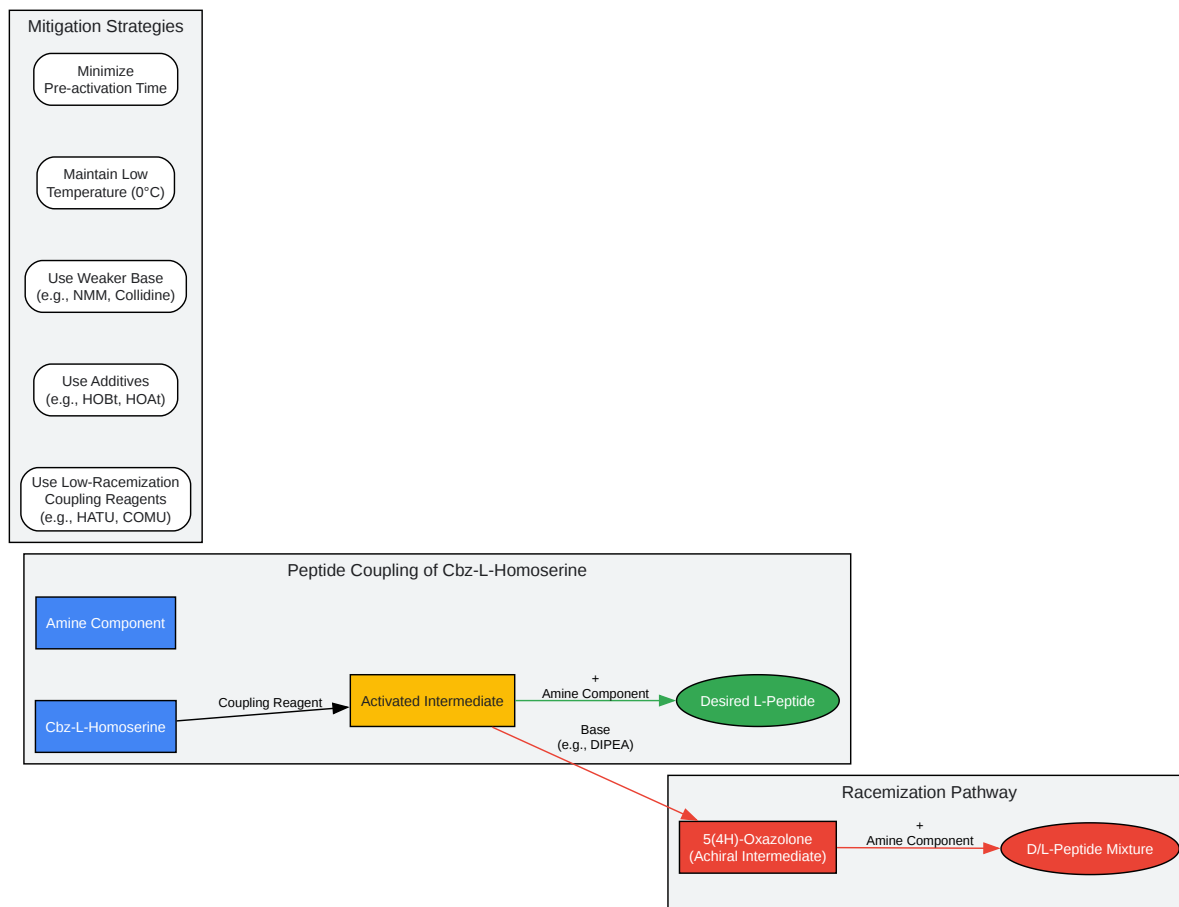 Mitigation Strategies
Minimize
Pre-activation Time
Maintain Low
Temperature (0°C)
Use Weaker Base
(e.g., NMM, Collidine)
Use Additives
(e.g., HOBt, HOAt)
Use Low-Racemization
Coupling Reagents
(e.g., HATU, COMU)
Peptide Coupling of Cbz-L-Homoserine
Amine Component
Cbz-L-Homoserine
Coupling Reagent
Activated Intermediate
+
Amine Component
Desired L-Peptide
Base
(e.g., DIPEA)
Racemization Pathway
5(4H)-Oxazolone
(Achiral Intermediate)
+
Amine Component
D/L-Peptide Mixture